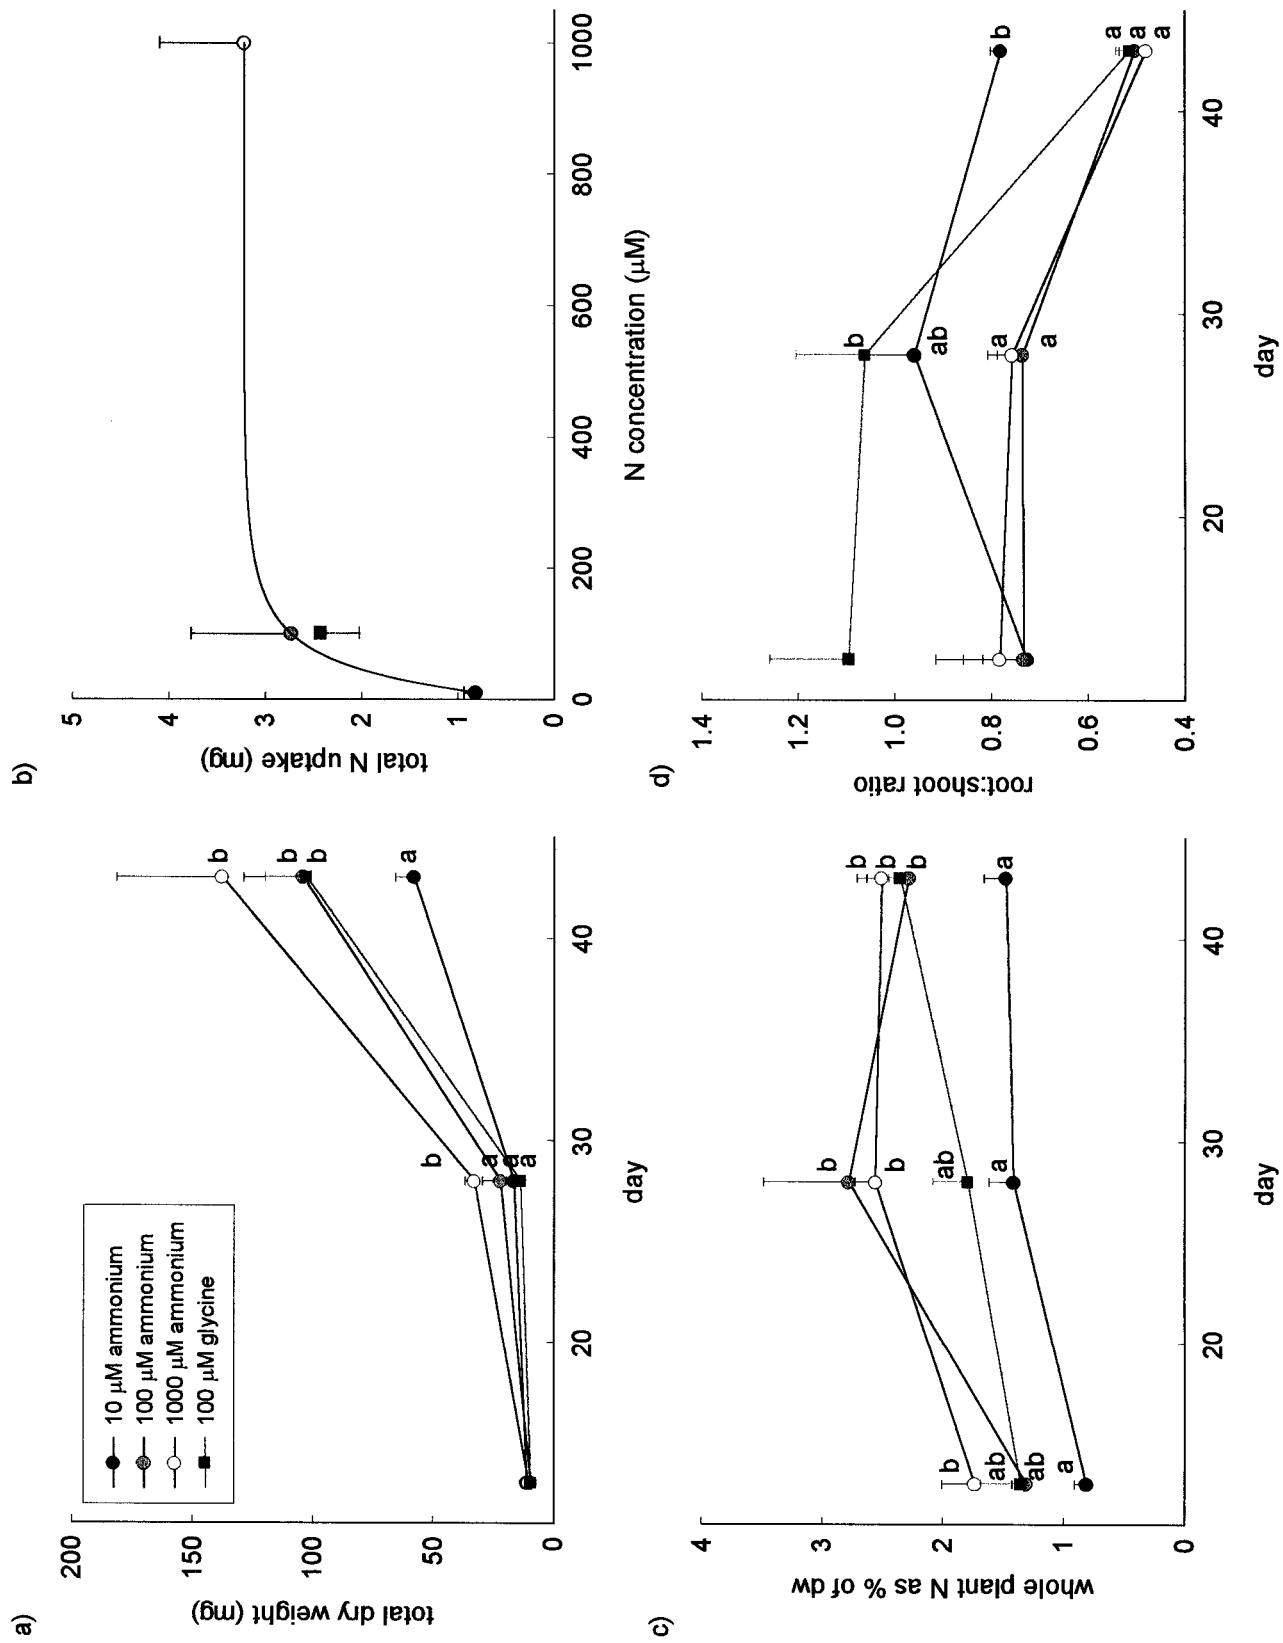 a)
total dry weight (mg)
200
100
50
0
10 μM ammonium
100 μM ammonium
1000 μM ammonium
100 μM glycine
b
a
a
a
b
b
b
a
20
30
40
day
b)
total N uptake (mg)
5
4
3
2
1
0
0
200
400
600
800
1000
N concentration (μM)
c)
whole plant N as % of dw
4
3
2
1
0
b
ab
ab
a
b
b
ab
a
b
b
b
a
20
30
40
day
d)
root:shoot ratio
1.4
1.2
1.0
0.8
0.6
0.4
b
ab
a
a
b
a
a
a
20
30
40
day